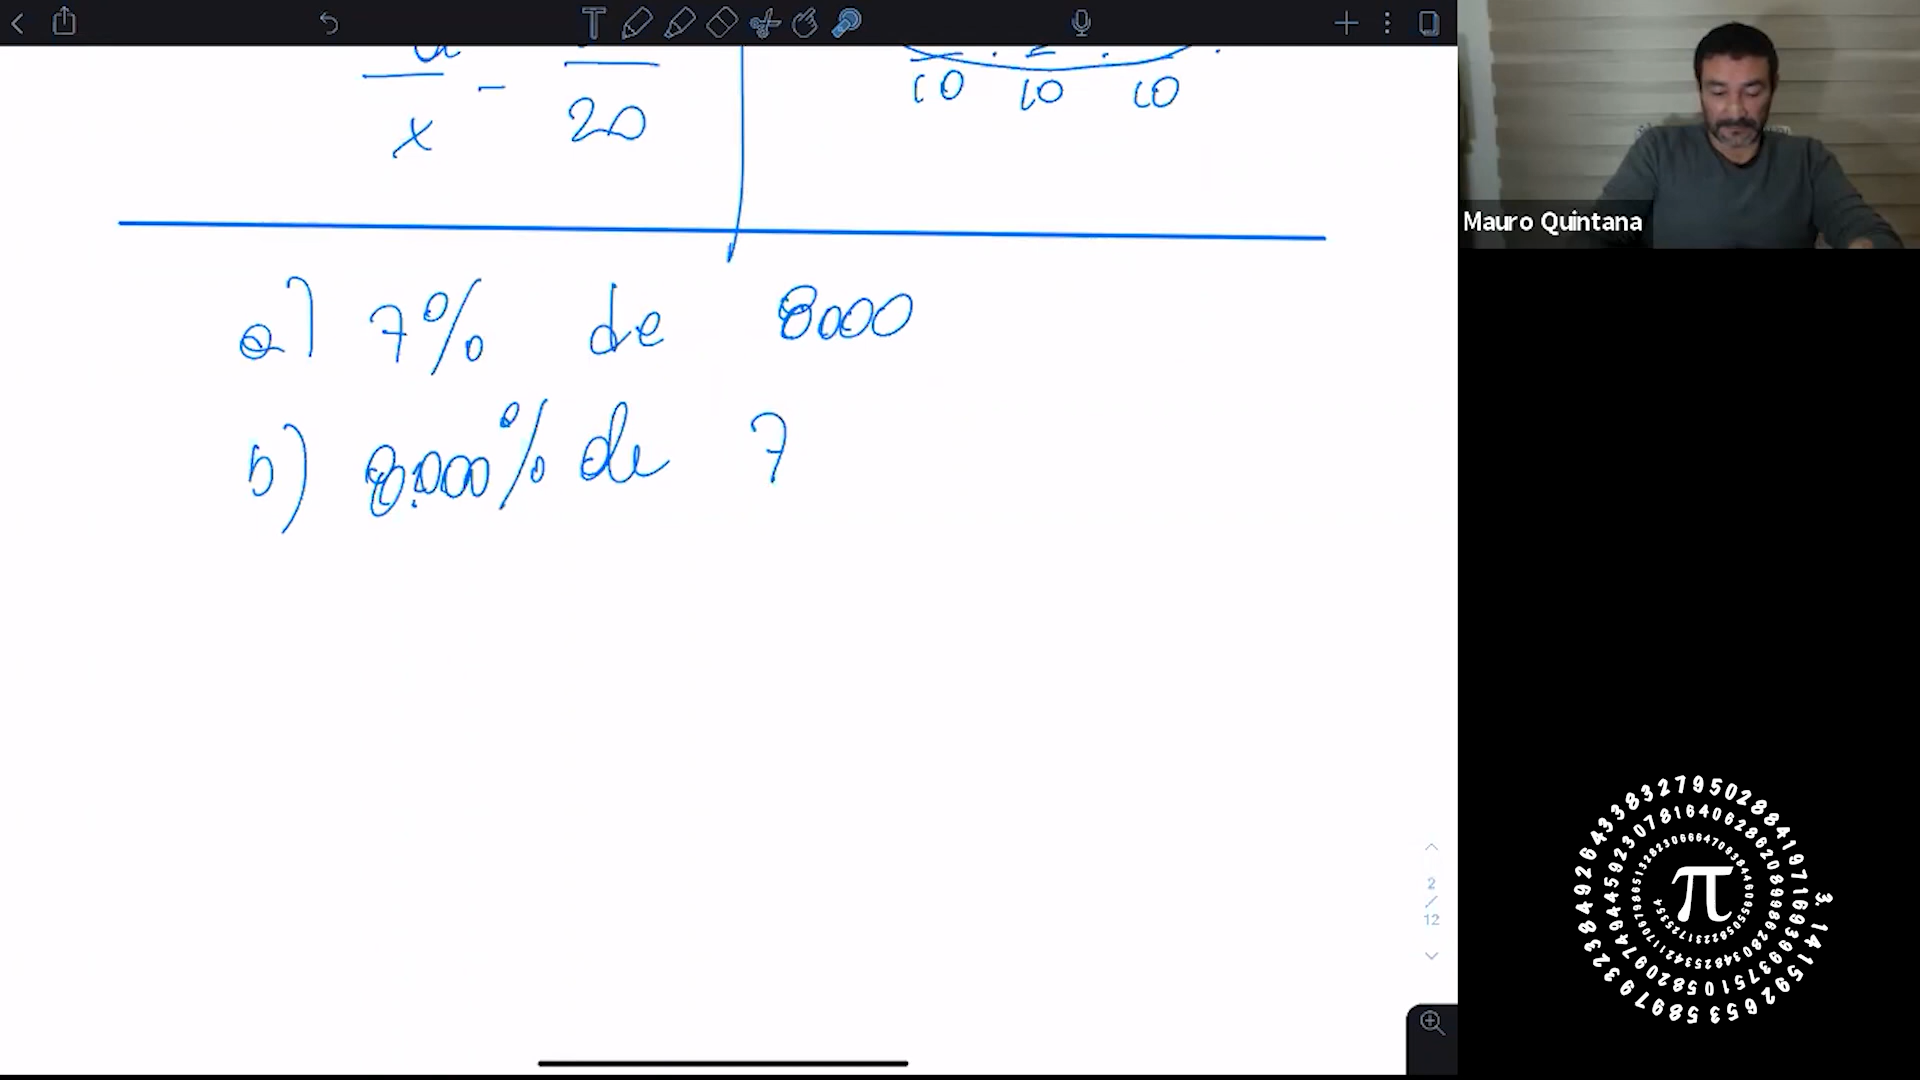 x - 20
10 10 10
a) 7% de 8000
b) 8.000% de 7
Mauro Quintana
2
/
12
π